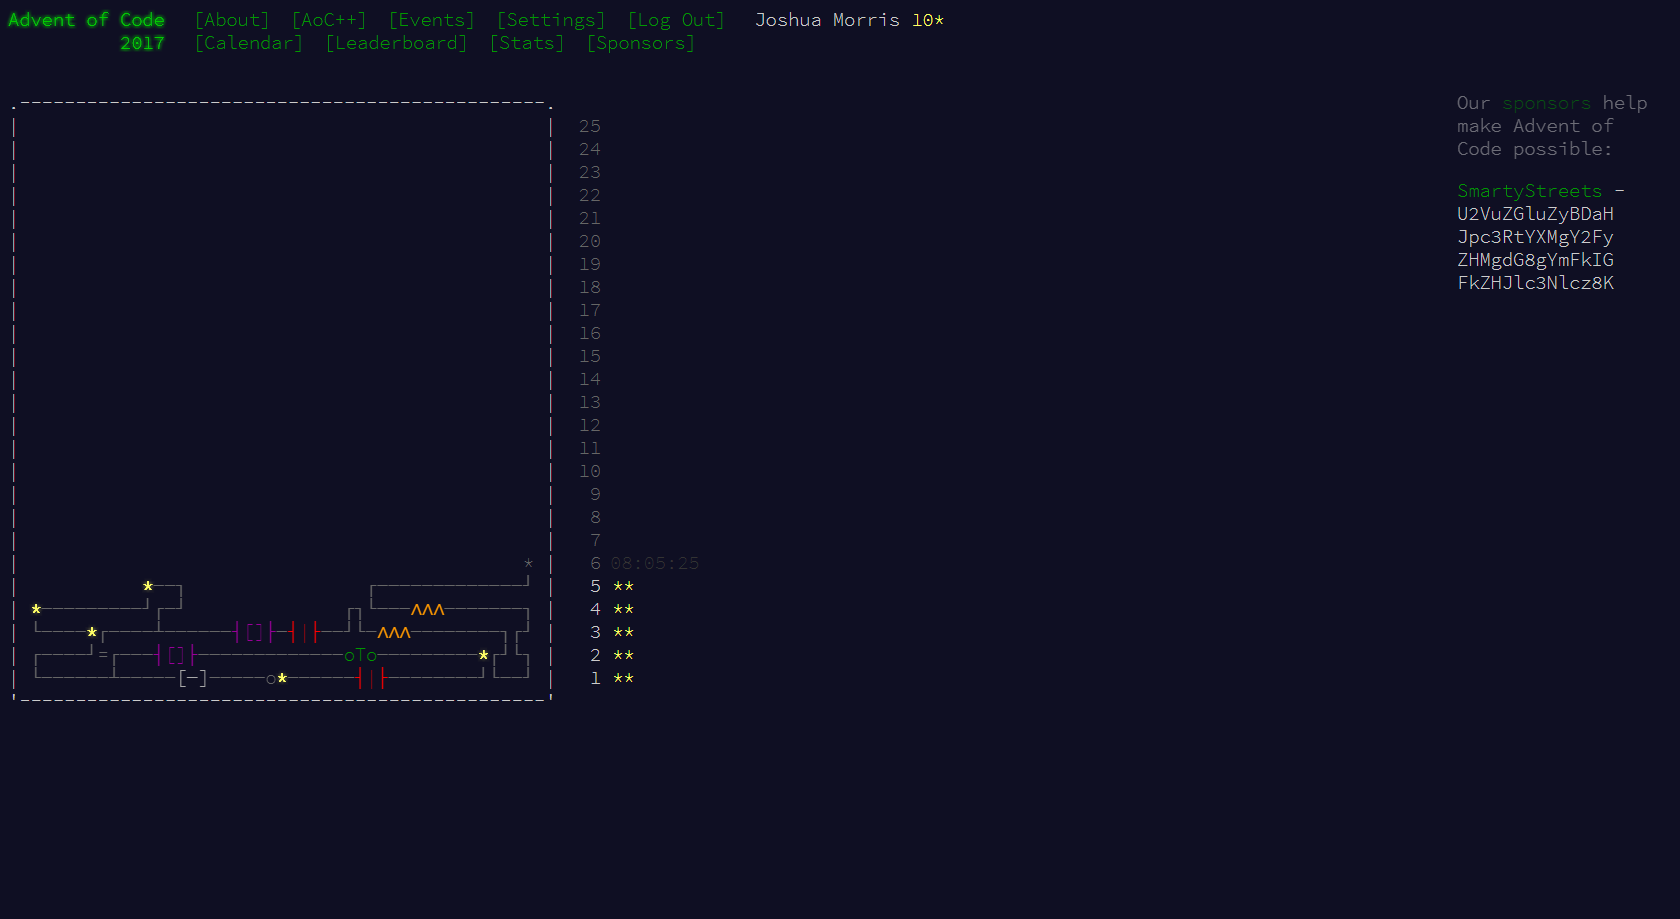 Advent of Code [About] [AoC++] [Events] [Settings] [Log Out] Joshua Morris 10*
2017 [Calendar] [Leaderboard] [Stats] [Sponsors]
25
24
23
22
21
20
19
18
17
16
15
14
13
12
11
10
9
8
7
6 08:05:25
5 **
4 **
3 **
2 **
1 **
Our sponsors help
make Advent of
Code possible:
SmartyStreets -
U2VuZGluZyBDaH
Jpc3RtYXMgY2Fy
ZHMgdG8gYmFkIG
FkZHJlc3Nlcz8K